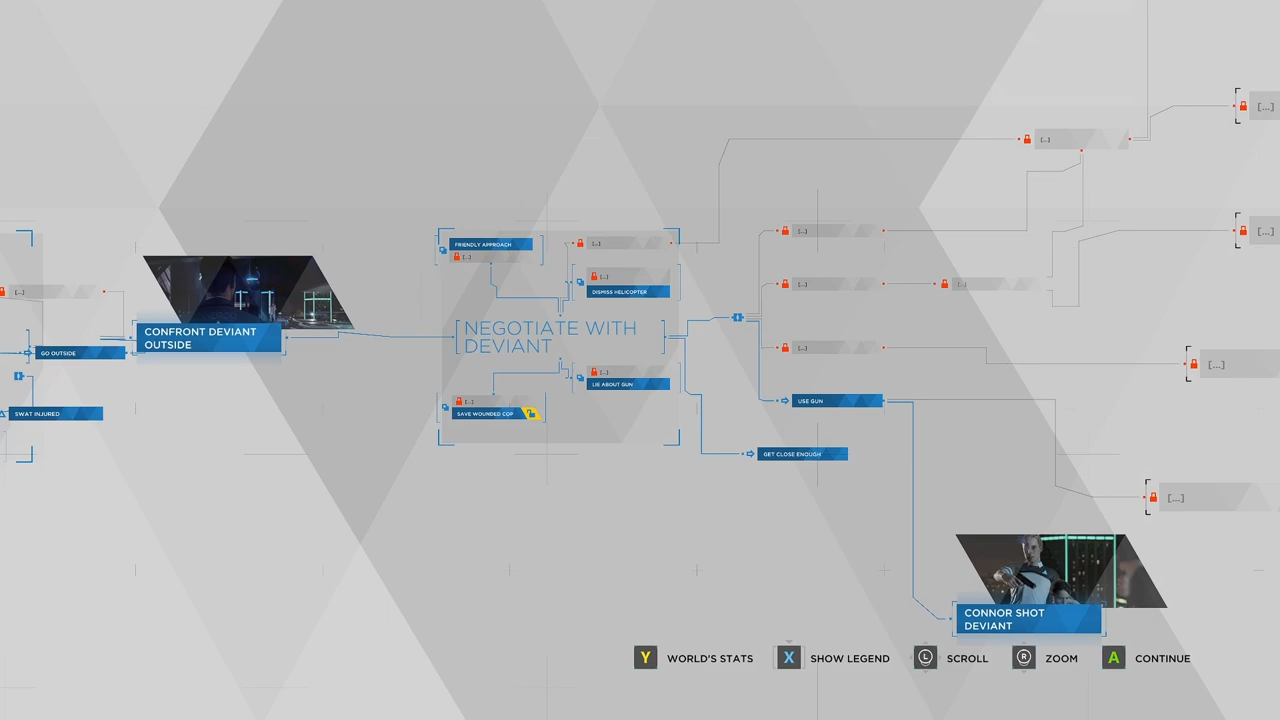 [...]
[...]
FRIENDLY APPROACH
[...]
[...]
[...]
[...]
DISMISS HELICOPTER
[...]
[...]
[...]
CONFRONT DEVIANT
OUTSIDE
NEGOTIATE WITH
DEVIANT
GO OUTSIDE
[...]
[...]
[...]
LIE ABOUT GUN
[...]
USE GUN
SWAT INJURED
SAVE WOUNDED COP
GET CLOSE ENOUGH
[...]
CONNOR SHOT
DEVIANT
Y WORLD'S STATS
X SHOW LEGEND
L SCROLL
R ZOOM
A CONTINUE